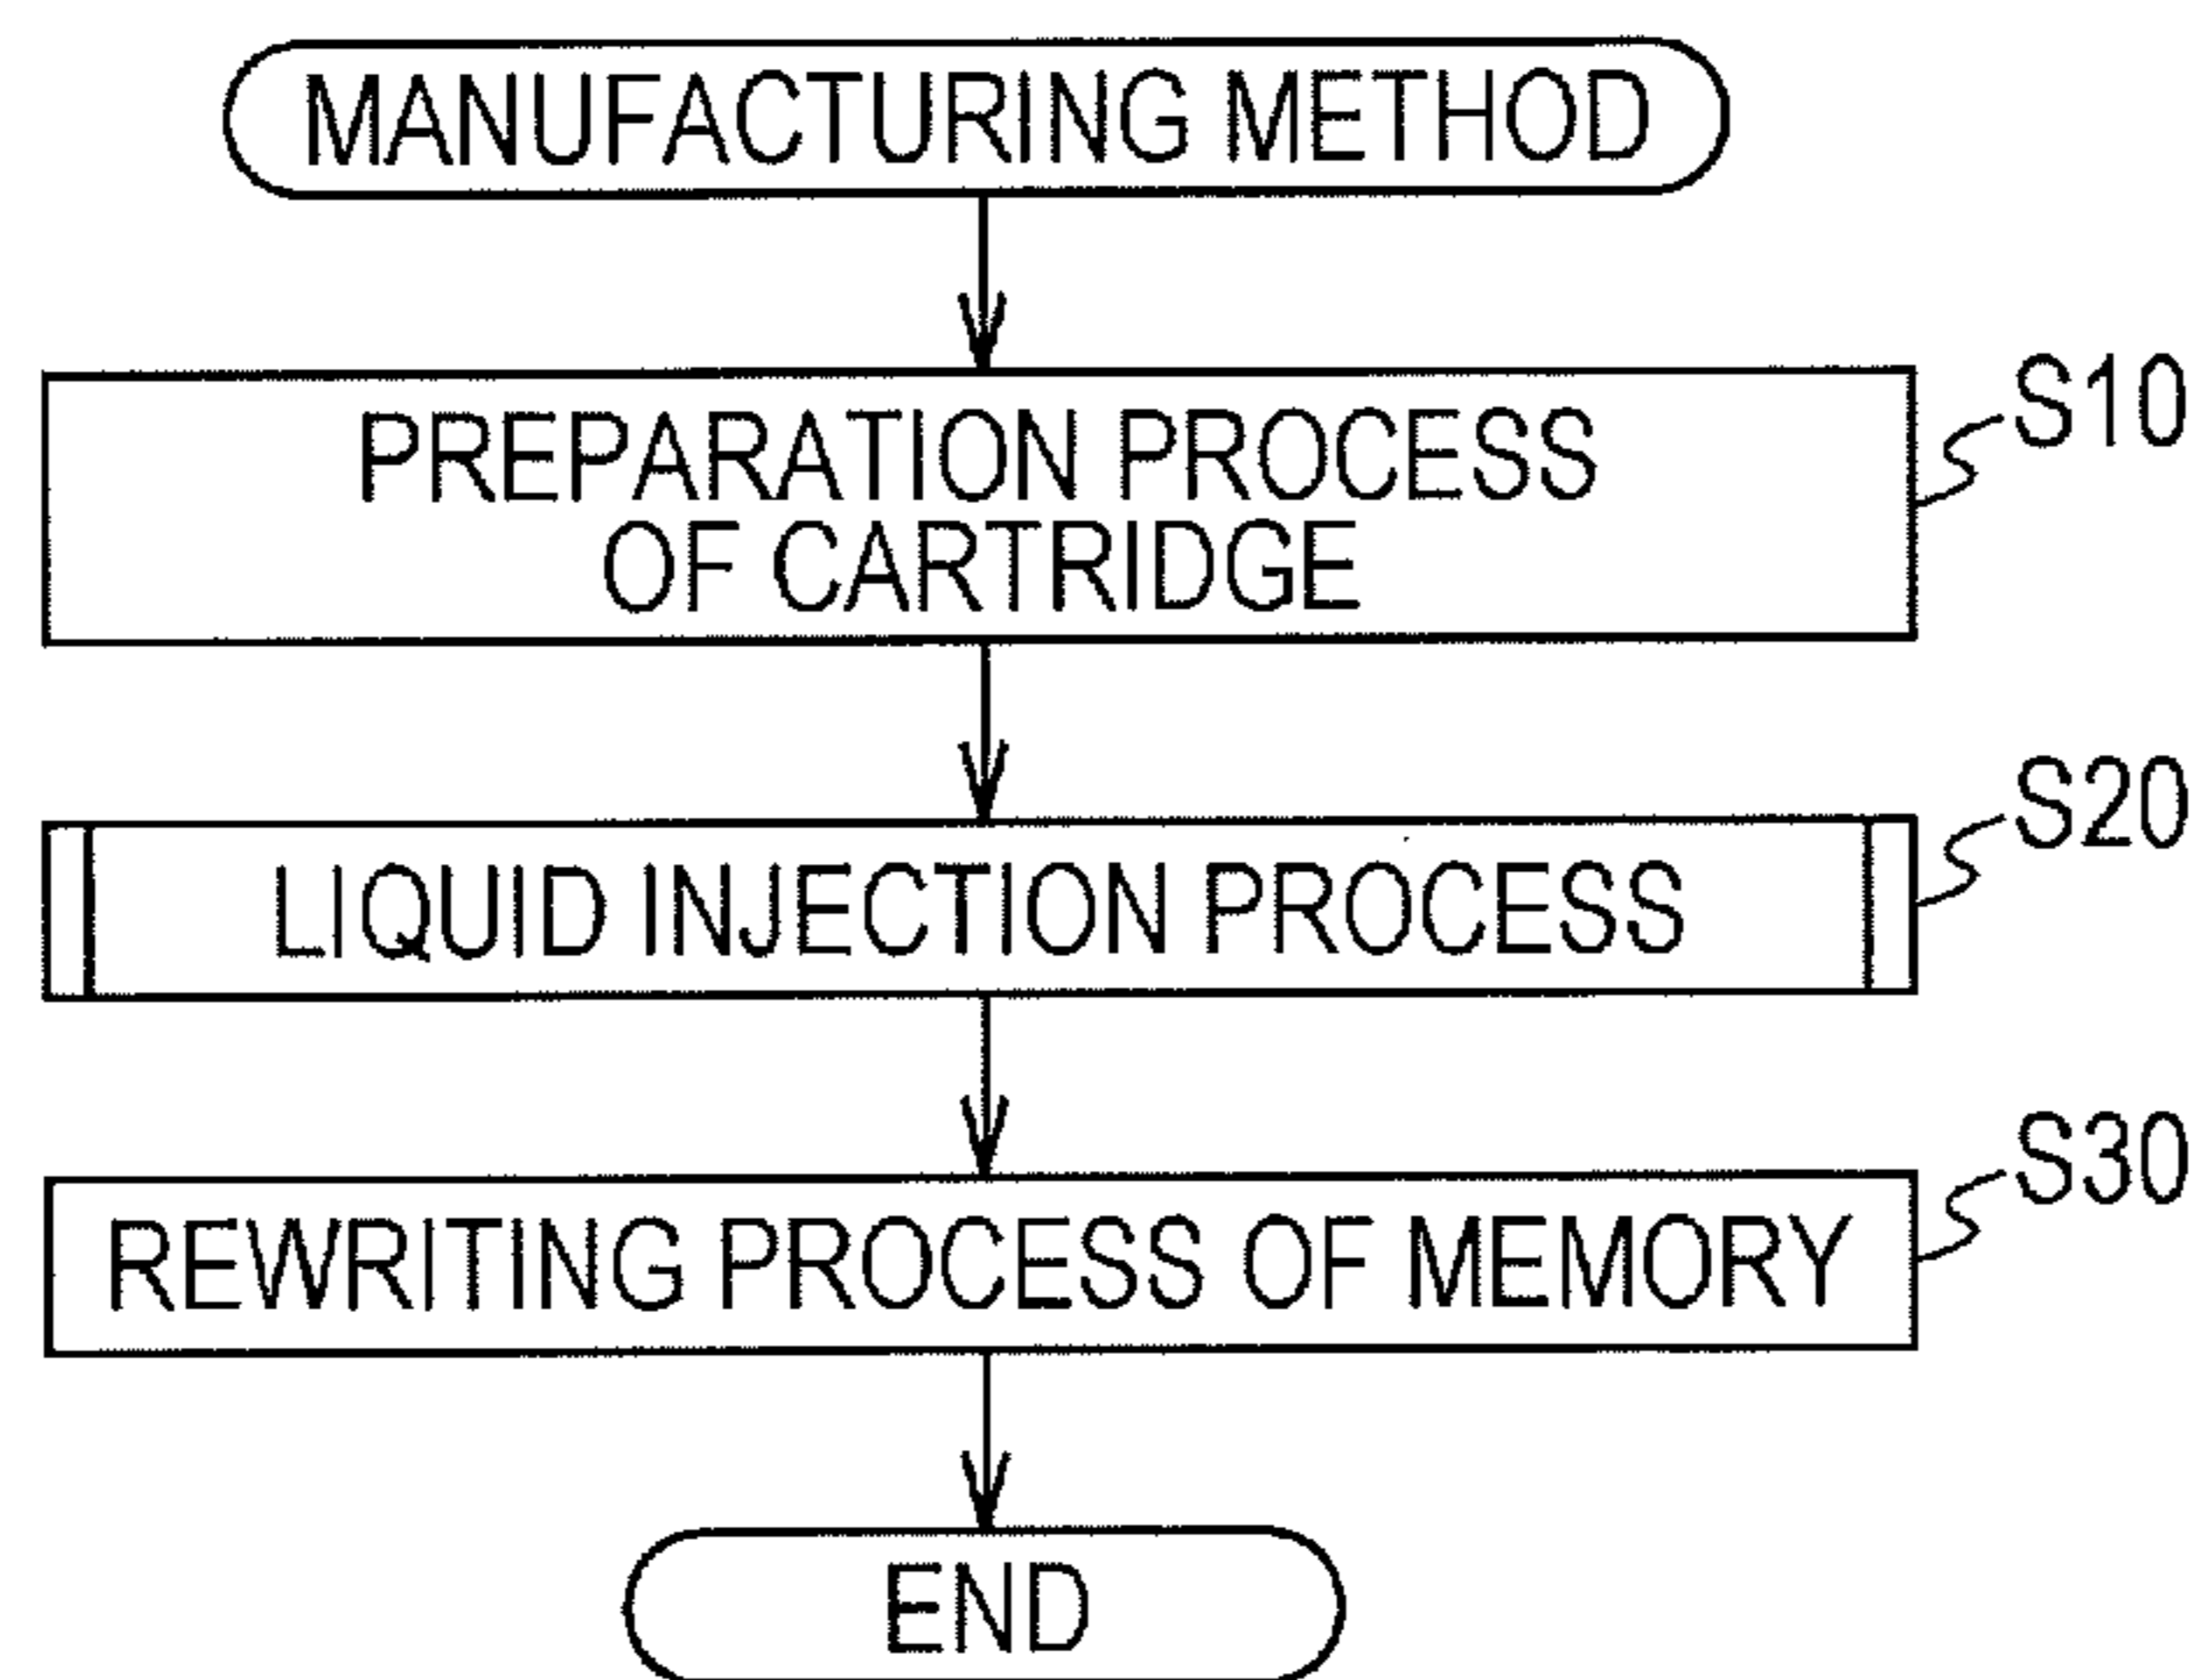 MANUFACTURING METHOD
S10
PREPARATION PROCESS
OF CARTRIDGE
S20
LIQUID INJECTION PROCESS
S30
REWRITING PROCESS OF MEMORY
END